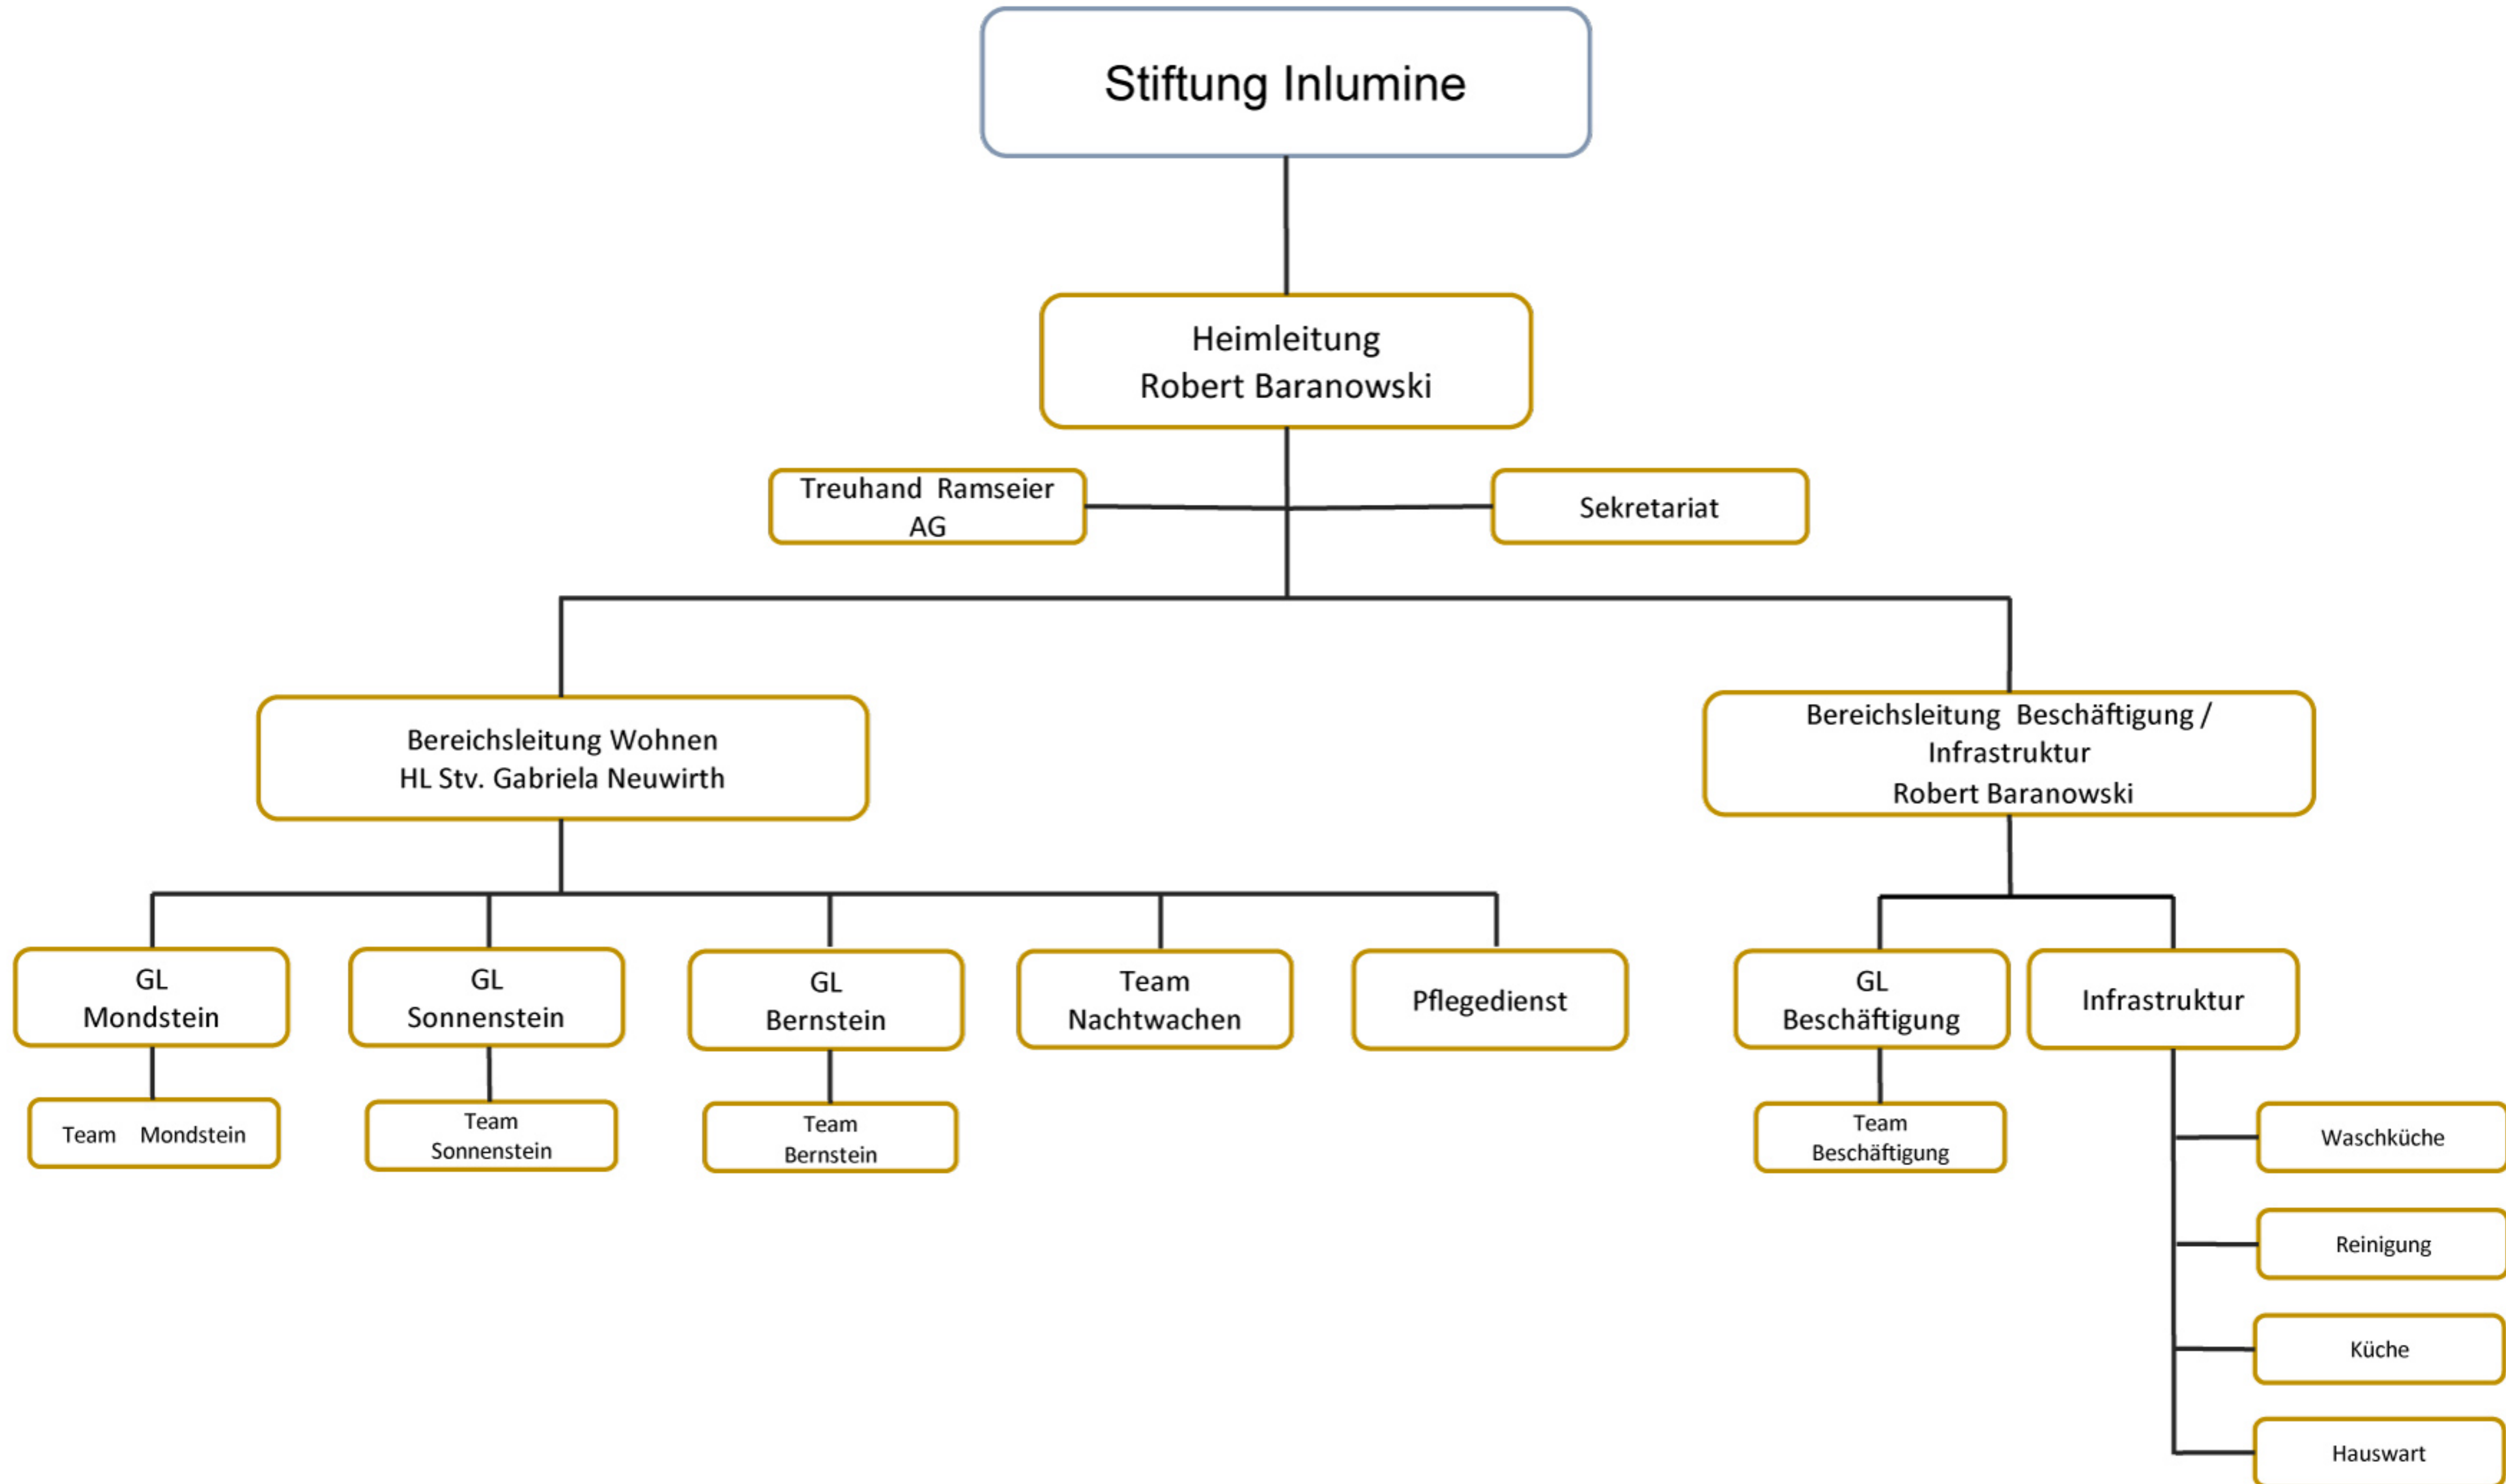 Stiftung Inlumine
Heimleitung
Robert Baranowski
Treuhand Ramseier
AG
Sekretariat
Bereichsleitung Wohnen
HL Stv. Gabriela Neuwirth
Bereichsleitung Beschäftigung /
Infrastruktur
Robert Baranowski
GL
Mondstein
GL
Sonnenstein
GL
Bernstein
Team
Nachtwachen
Pflegedienst
GL
Beschäftigung
Infrastruktur
Team Mondstein
Team
Sonnenstein
Team
Bernstein
Team
Beschäftigung
Waschküche
Reinigung
Küche
Hauswart